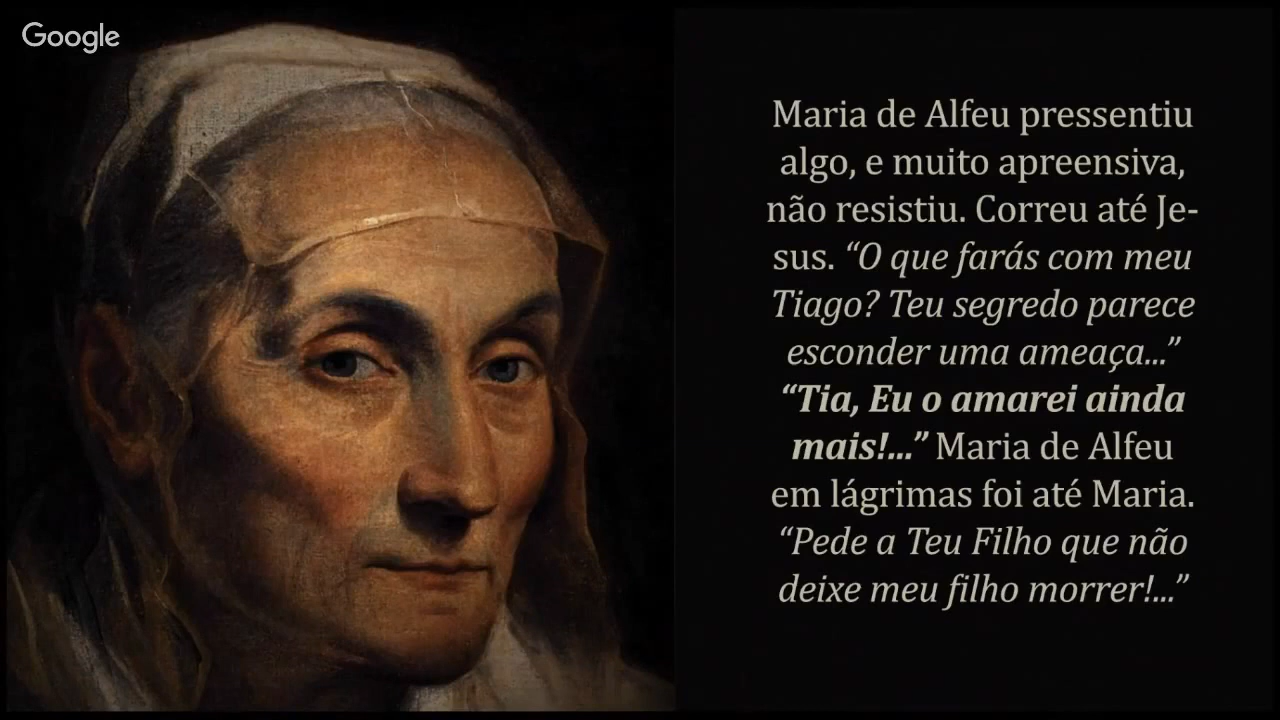 Google
Maria de Alfeu pressentiu
algo, e muito apreensiva,
não resistiu. Correu até Je-
sus. “O que farás com meu
Tiago? Teu segredo parece
esconder uma ameaça...”
“Tia, Eu o amarei ainda
mais!...” Maria de Alfeu
em lágrimas foi até Maria.
“Pede a Teu Filho que não
deixe meu filho morrer!...”